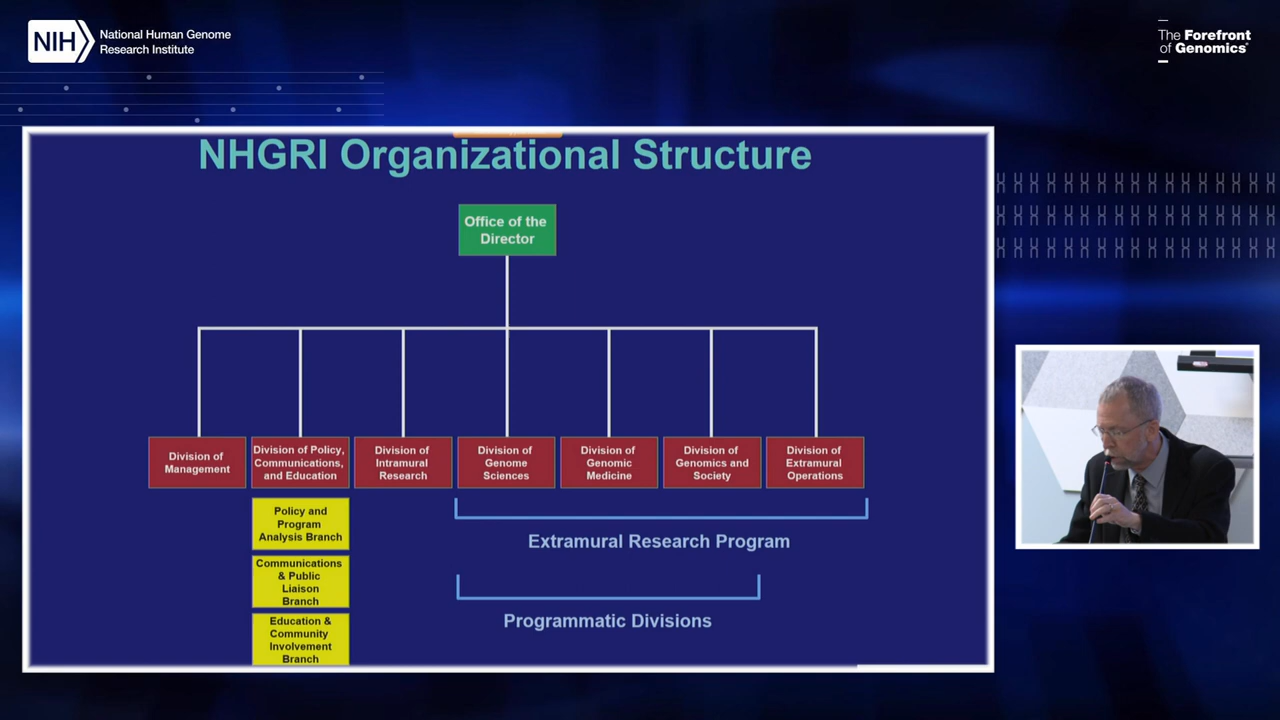 NIH
National Human Genome
Research Institute
The Forefront
of Genomics®
NHGRI Organizational Structure
Office of the
Director
Division of
Management
Division of Policy,
Communications,
and Education
Division of
Intramural
Research
Division of
Genome
Sciences
Division of
Genomic
Medicine
Division of
Genomics and
Society
Division of
Extramural
Operations
Policy and
Program
Analysis Branch
Communications
& Public
Liaison
Branch
Education &
Community
Involvement
Branch
Extramural Research Program
Programmatic Divisions